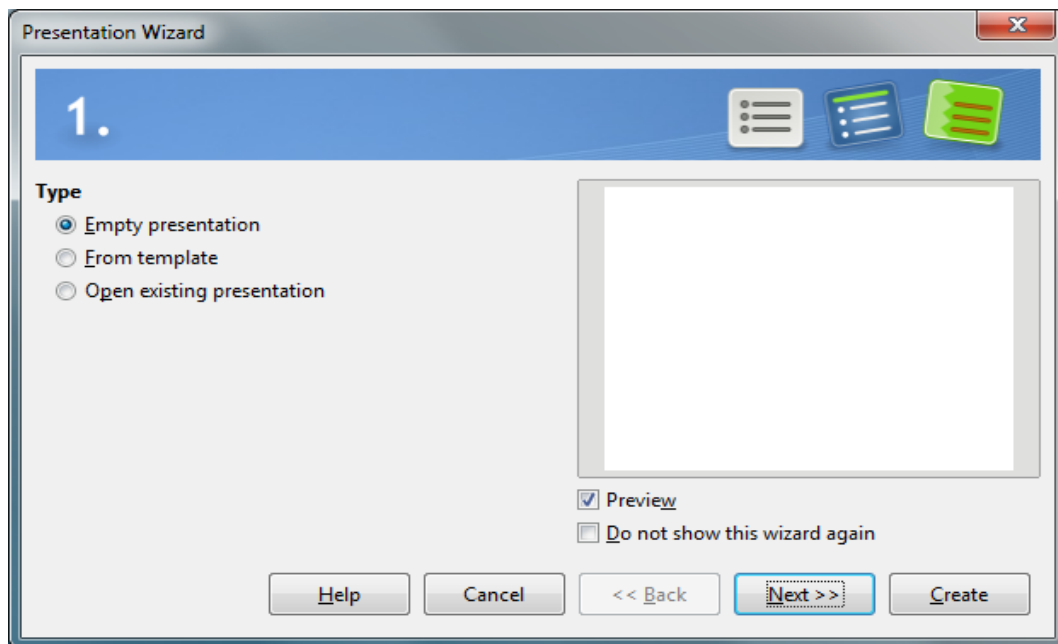 Presentation Wizard
1.
Type
Empty presentation
From template
Open existing presentation
Preview
Do not show this wizard again
Help Cancel << Back Next >> Create